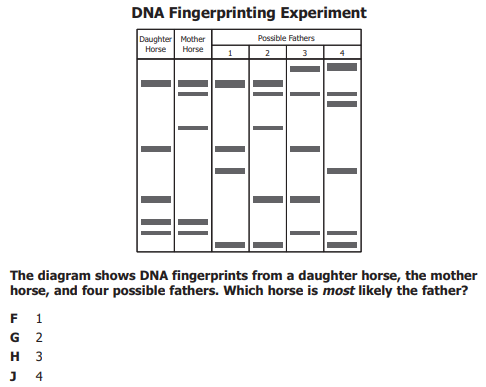 DNA Fingerprinting Experiment
Daughter Horse
Mother Horse
Possible Fathers
1 2 3 4
The diagram shows DNA fingerprints from a daughter horse, the mother
horse, and four possible fathers. Which horse is most likely the father?
F 1
G 2
H 3
J 4